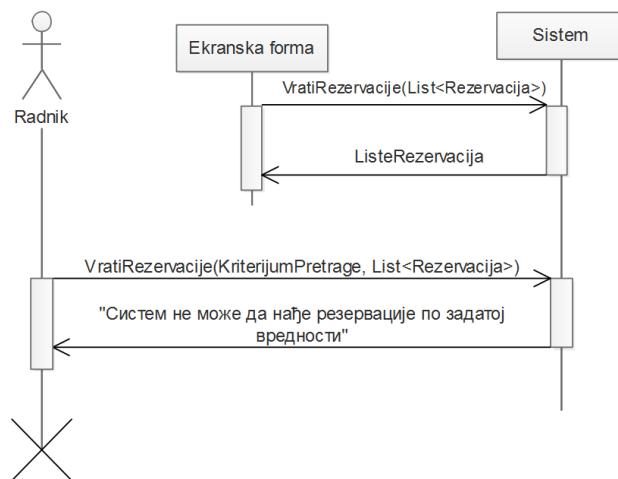 Ekranska forma
Sistem
Radnik
VratiRezervacije(List<Rezervacija>)
ListeRezervacija
VratiRezervacije(KriterijumPretrage, List<Rezervacija>)
"Систем не може да нађе резервације по задатој
вредности"